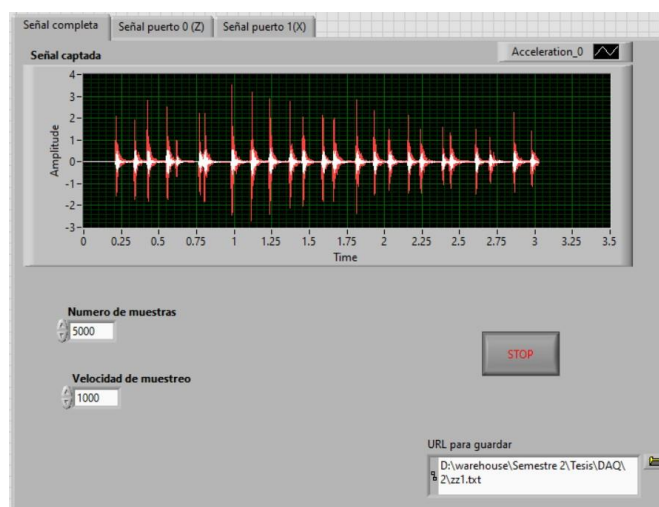 Señal completa
Señal puerto 0 (Z)
Señal puerto 1(X)
Señal captada
Acceleration_0
4
3
2
1
0
-1
-2
-3
Amplitude
0 0.25 0.5 0.75 1 1.25 1.5 1.75 2 2.25 2.5 2.75 3 3.25 3.5
Time
Numero de muestras
5000
STOP
Velocidad de muestreo
1000
URL para guardar
D:\warehouse\Semestre 2\Tesis\DAQ\
2\zz1.txt